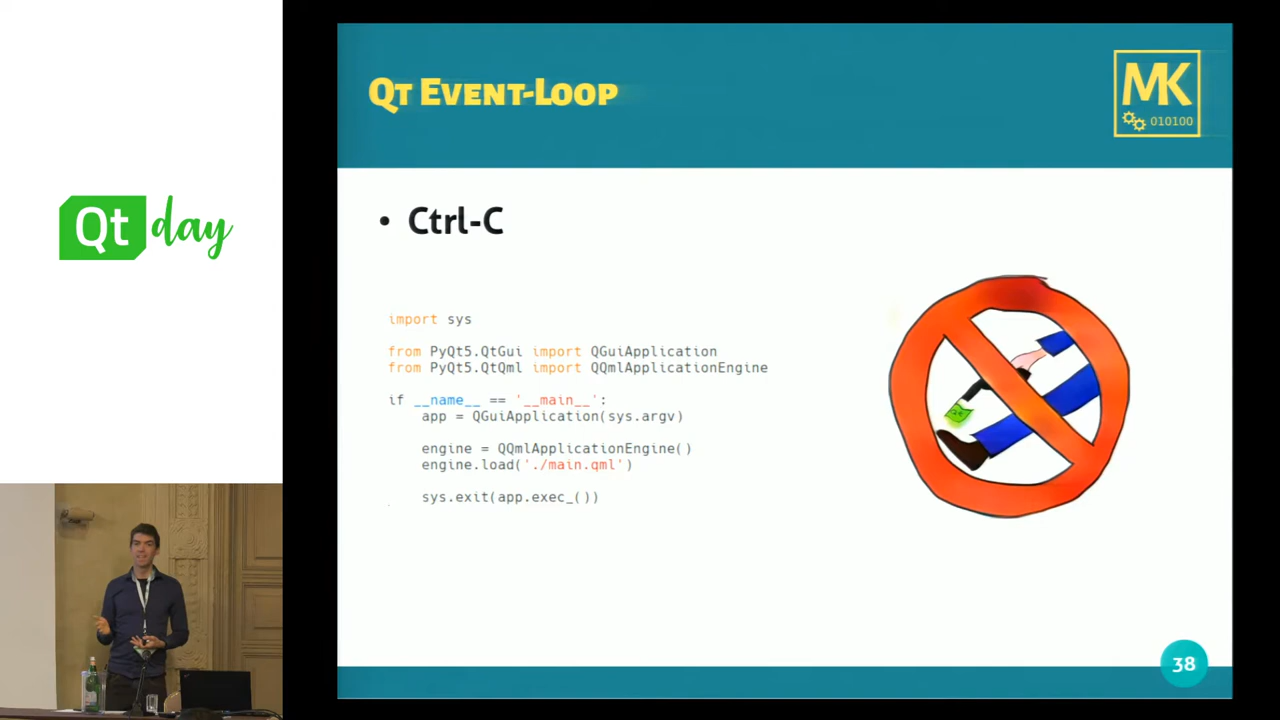 Qt day
Qt Event-Loop
MK
010100
• Ctrl-C
import sys
from PyQt5.QtGui import QGuiApplication
from PyQt5.QtQml import QQmlApplicationEngine
if __name__ == '__main__':
    app = QGuiApplication(sys.argv)
    engine = QQmlApplicationEngine()
    engine.load('./main.qml')
    sys.exit(app.exec_())
38